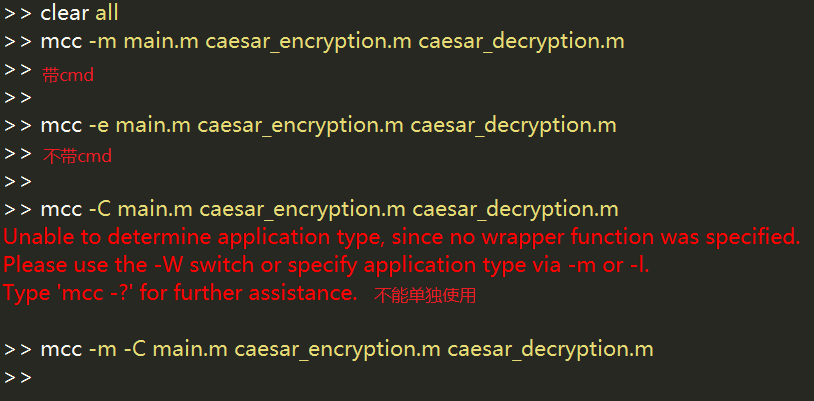 >> clear all
>> mcc -m main.m caesar_encryption.m caesar_decryption.m
>> 带cmd
>>
>> mcc -e main.m caesar_encryption.m caesar_decryption.m
>> 不带cmd
>>
>> mcc -C main.m caesar_encryption.m caesar_decryption.m
Unable to determine application type, since no wrapper function was specified.
Please use the -W switch or specify application type via -m or -l.
Type 'mcc -?' for further assistance. 不能单独使用
>> mcc -m -C main.m caesar_encryption.m caesar_decryption.m
>>